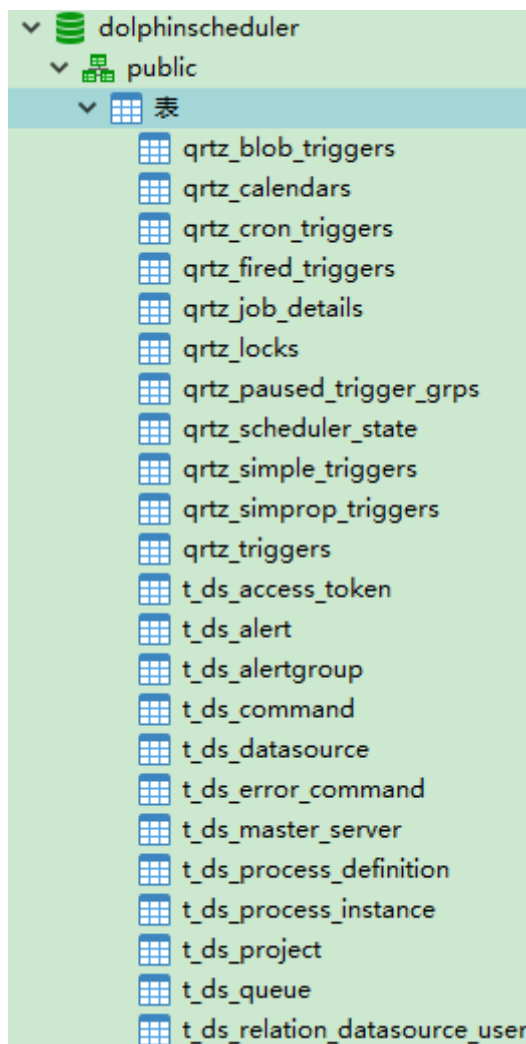 dolphinscheduler
public
表
qrtz_blob_triggers
qrtz_calendars
qrtz_cron_triggers
qrtz_fired_triggers
qrtz_job_details
qrtz_locks
qrtz_paused_trigger_grps
qrtz_scheduler_state
qrtz_simple_triggers
qrtz_simprop_triggers
qrtz_triggers
t_ds_access_token
t_ds_alert
t_ds_alertgroup
t_ds_command
t_ds_datasource
t_ds_error_command
t_ds_master_server
t_ds_process_definition
t_ds_process_instance
t_ds_project
t_ds_queue
t_ds_relation_datasource_user